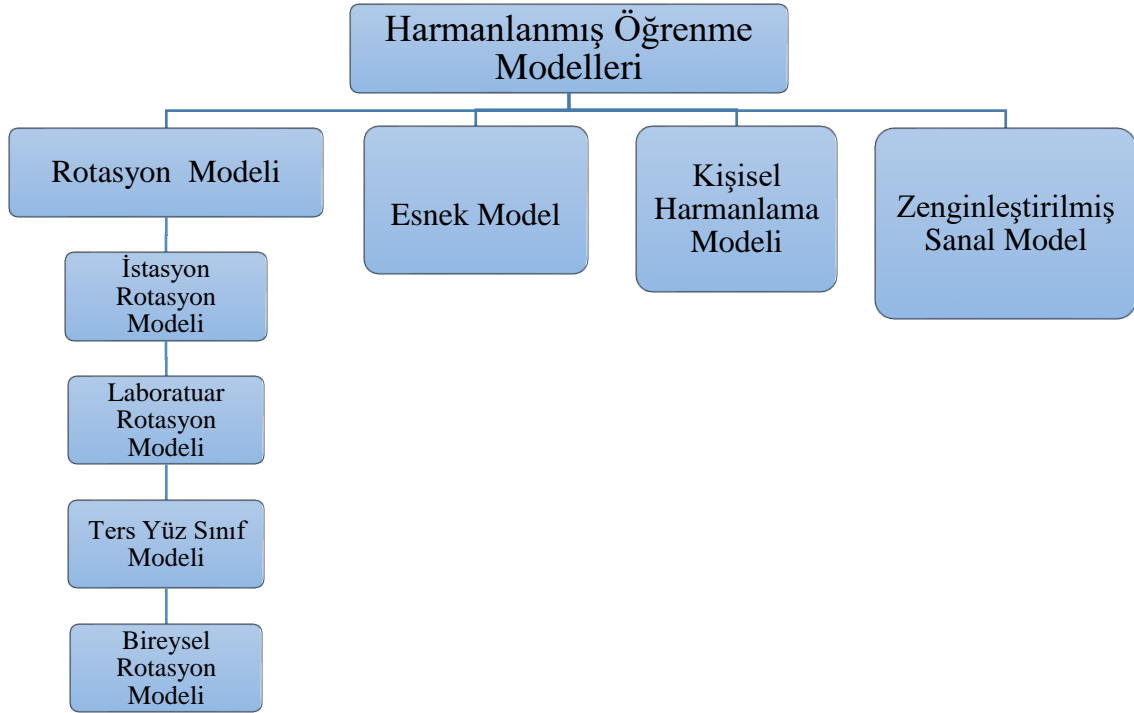 Harmanlanmış Öğrenme
Modelleri
Rotasyon Modeli
Esnek Model
Kişisel
Harmanlama
Modeli
Zenginleştirilmiş
Sanal Model
İstasyon
Rotasyon
Modeli
Laboratuar
Rotasyon
Modeli
Ters Yüz Sınıf
Modeli
Bireysel
Rotasyon
Modeli